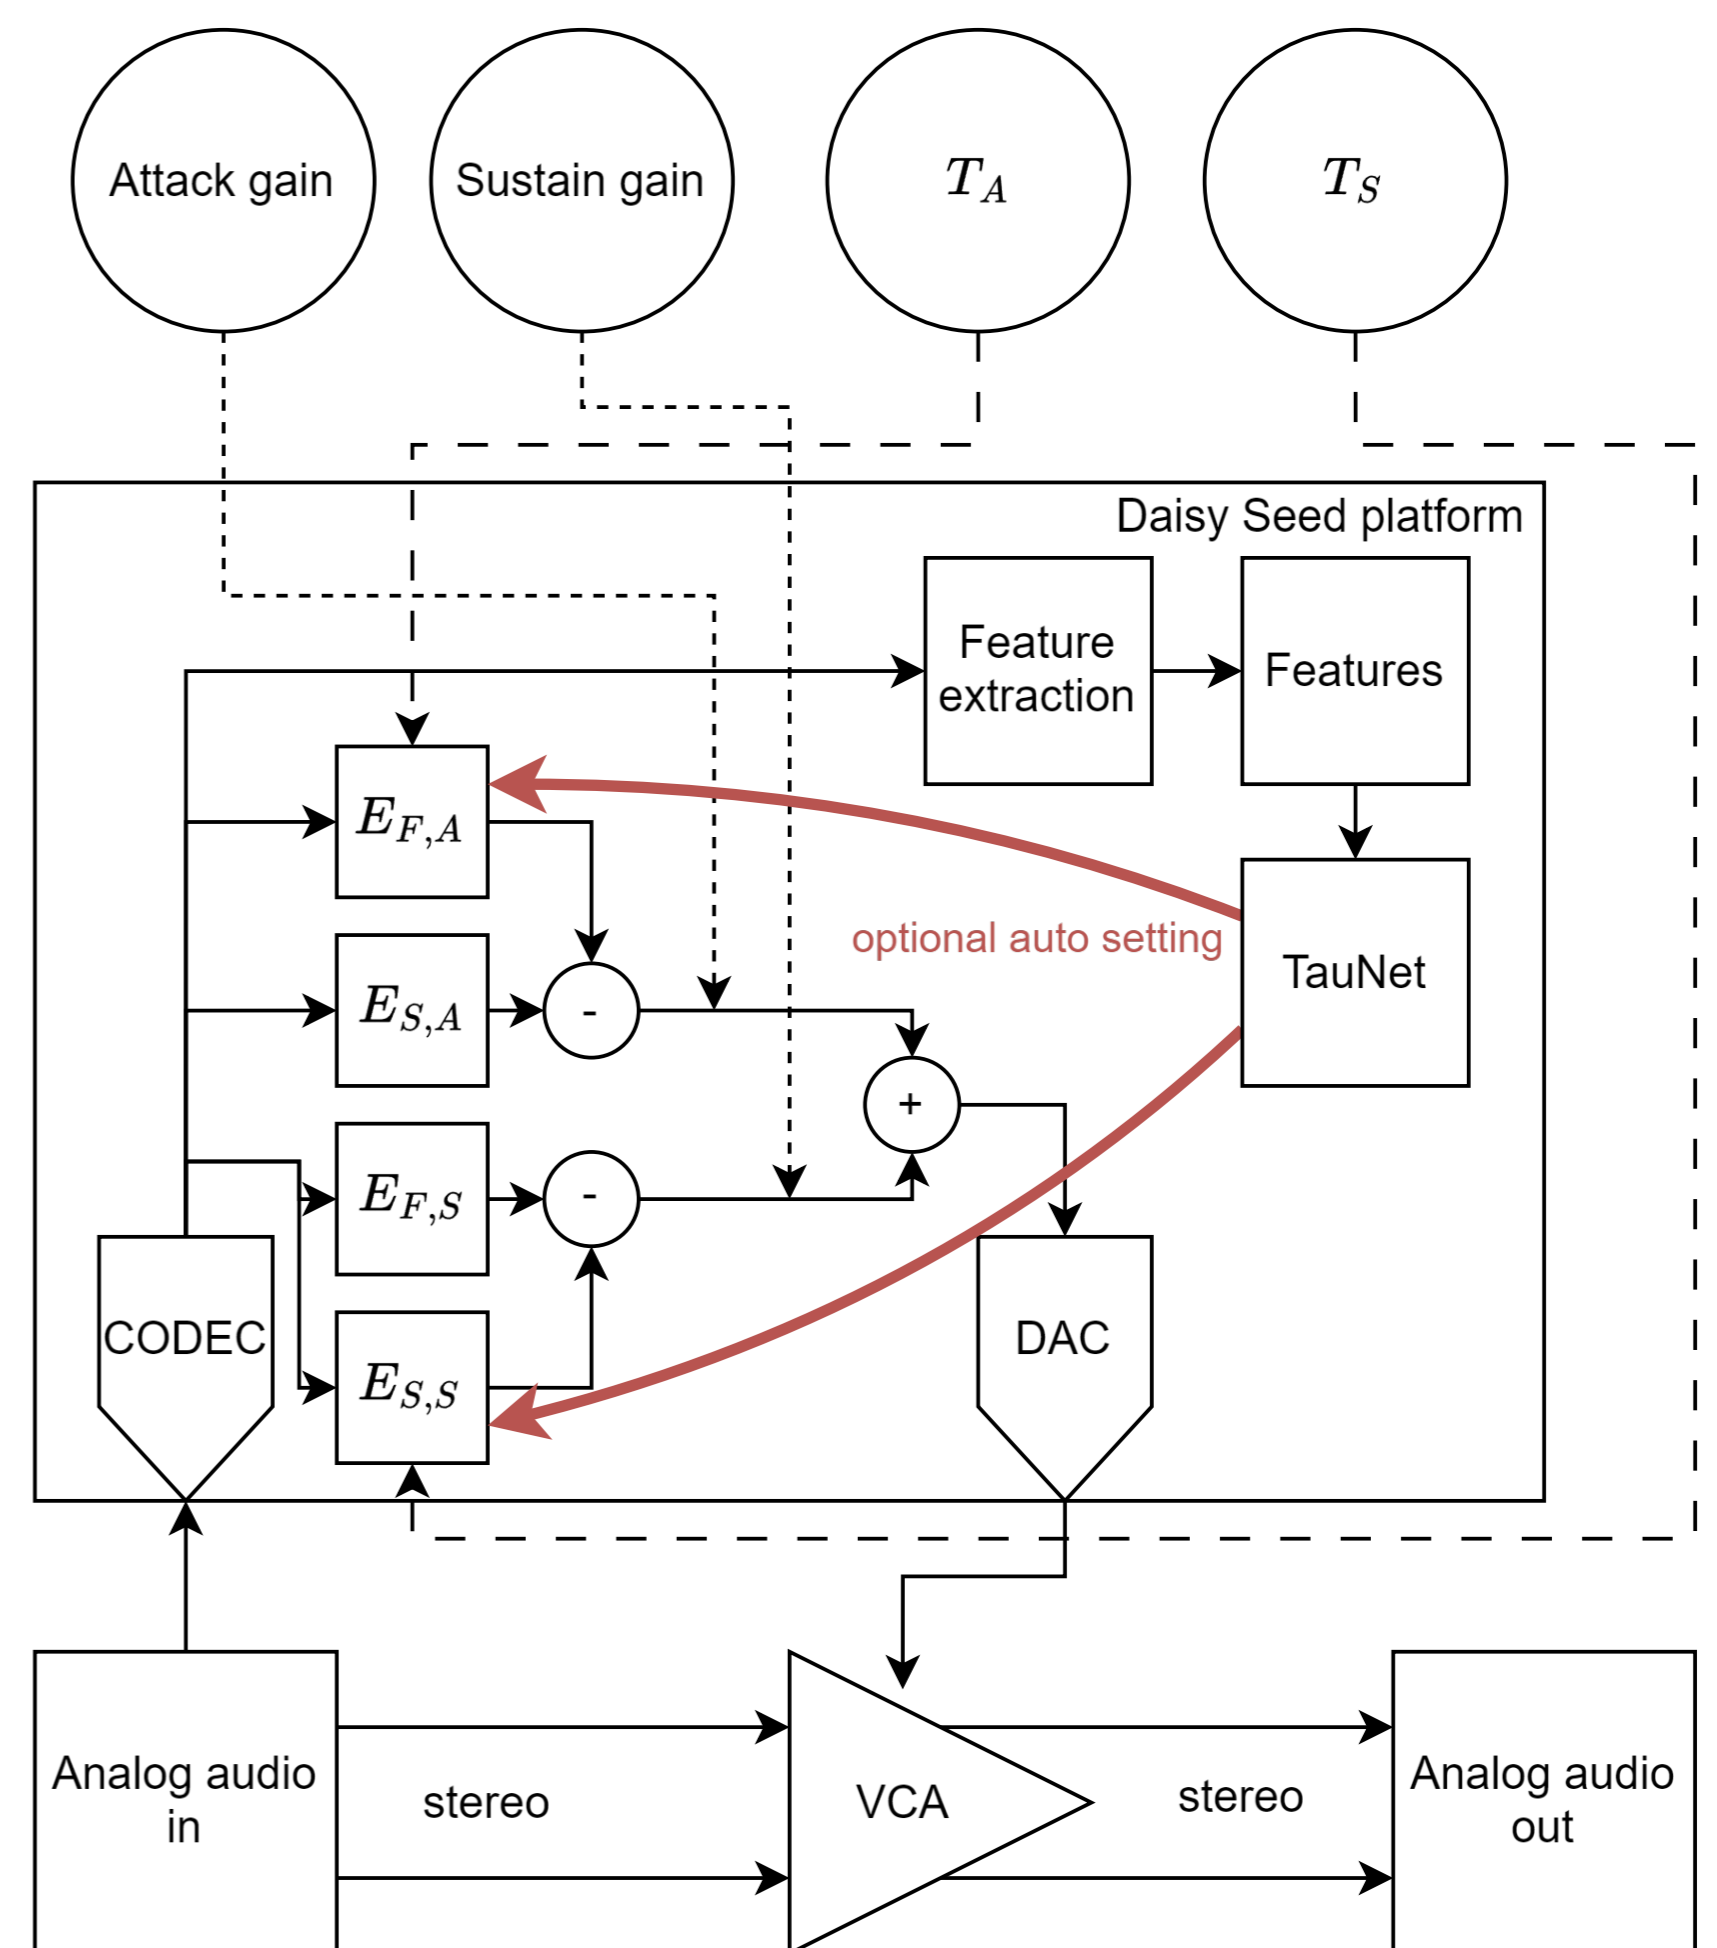 Attack gain
Sustain gain
T_A
T_S
Daisy Seed platform
Feature
extraction
Features
E_{F,A}
optional auto setting
TauNet
E_{S,A}
-
+
E_{F,S}
-
CODEC
E_{S,S}
DAC
Analog audio
in
stereo
VCA
stereo
Analog audio
out